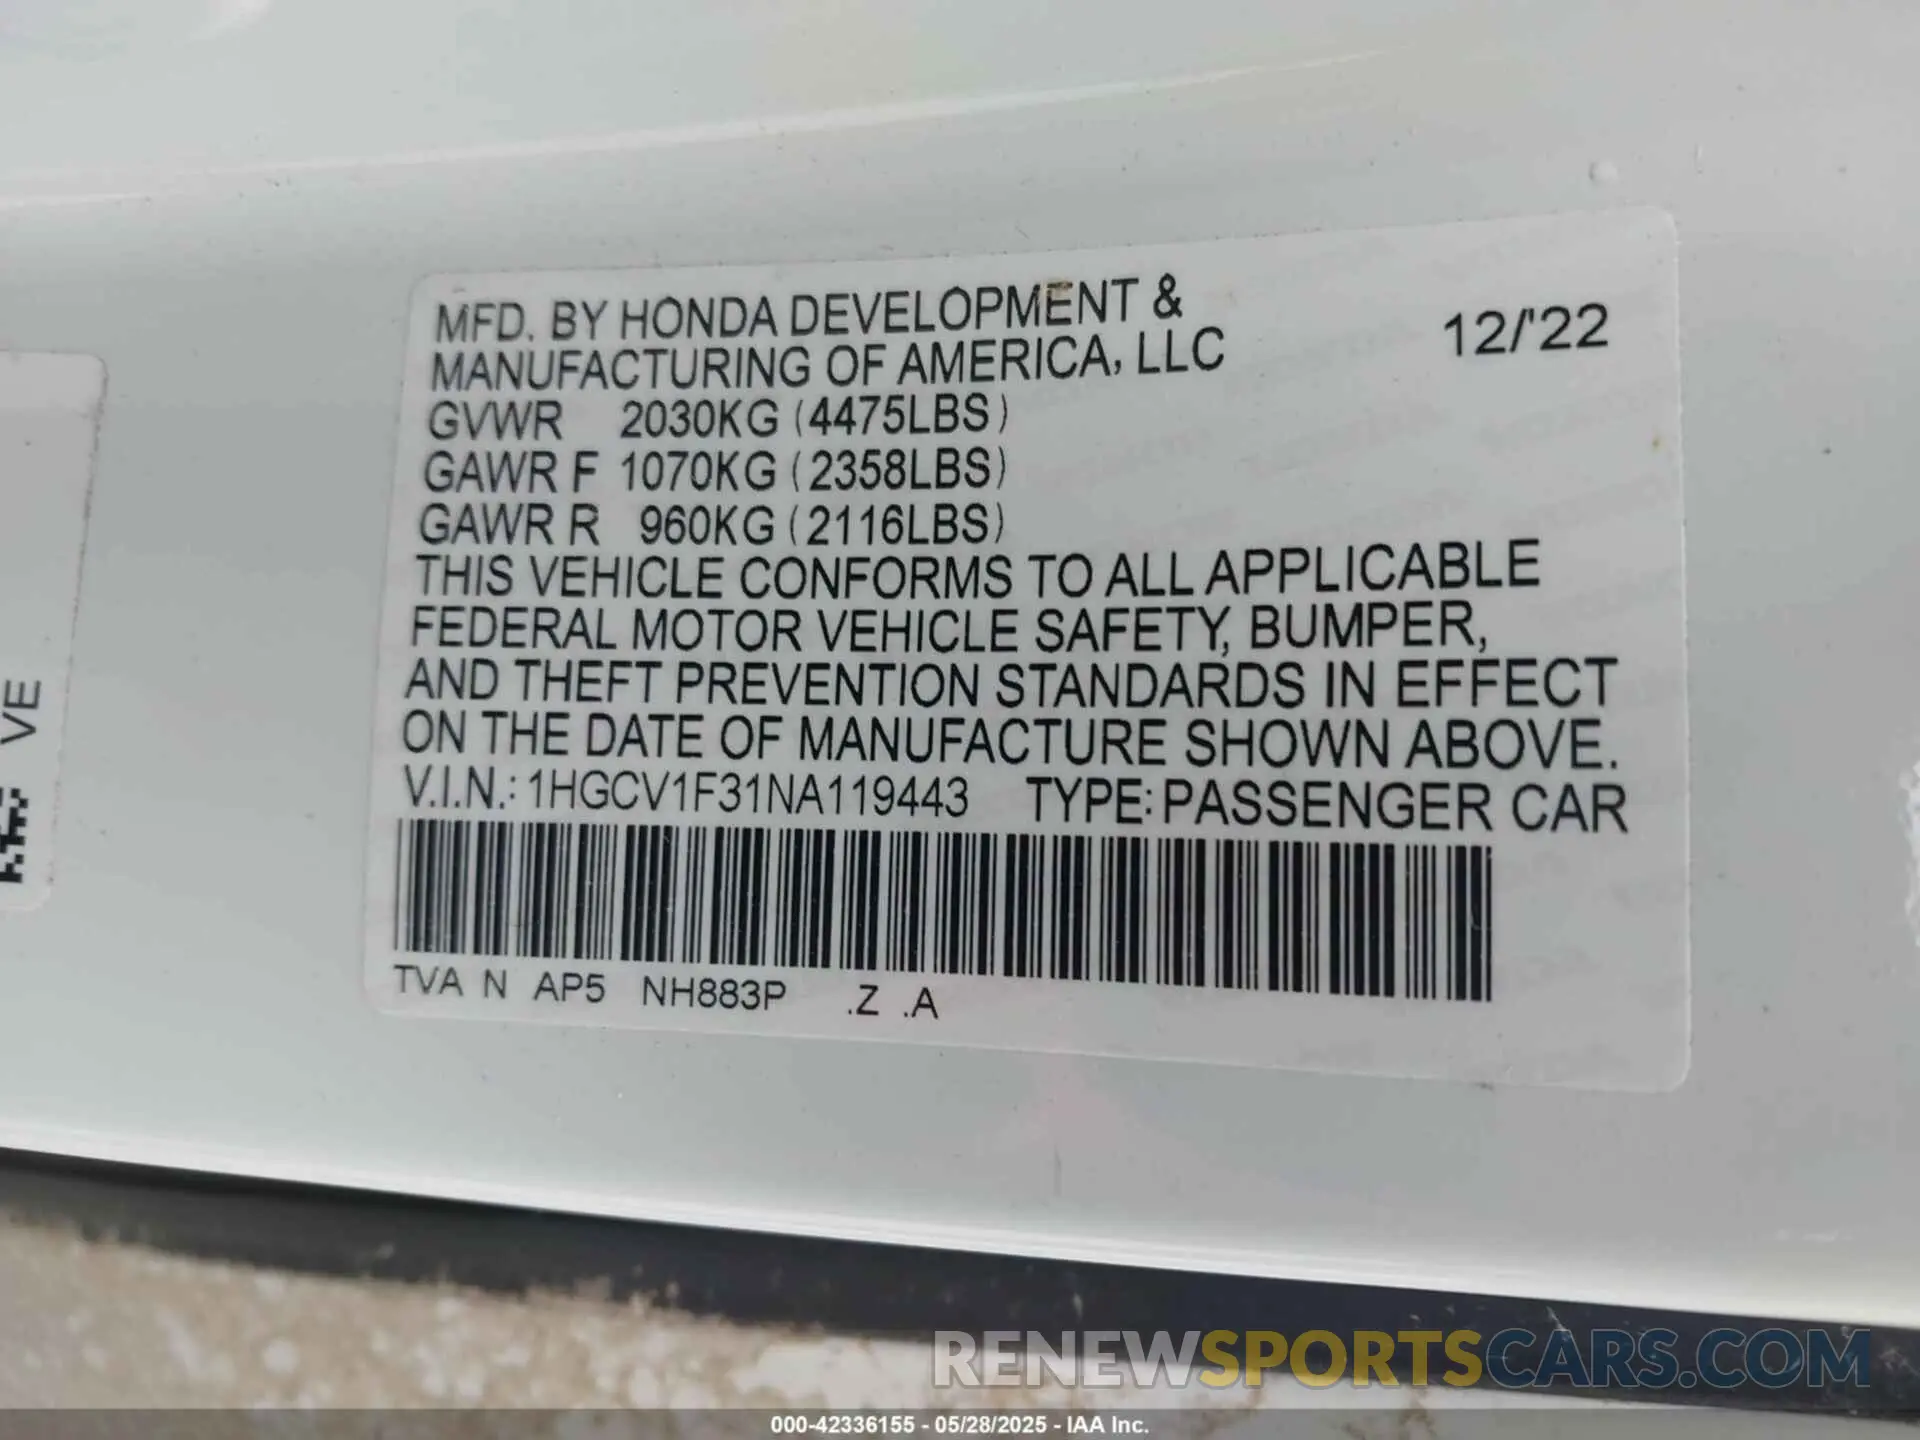 MFD. BY HONDA DEVELOPMENT &
MANUFACTURING OF AMERICA, LLC
12/'22
GVWR 2030KG (4475LBS)
GAWR F 1070KG (2358LBS)
GAWR R 960KG (2116LBS)
THIS VEHICLE CONFORMS TO ALL APPLICABLE
FEDERAL MOTOR VEHICLE SAFETY, BUMPER,
AND THEFT PREVENTION STANDARDS IN EFFECT
ON THE DATE OF MANUFACTURE SHOWN ABOVE.
V.I.N.: 1HGCV1F31NA119443 TYPE: PASSENGER CAR
TVA N AP5 NH883P .Z .A
VE
RENEWSPORTSCARS.COM
000-42336155 - 05/28/2025 - IAA Inc.